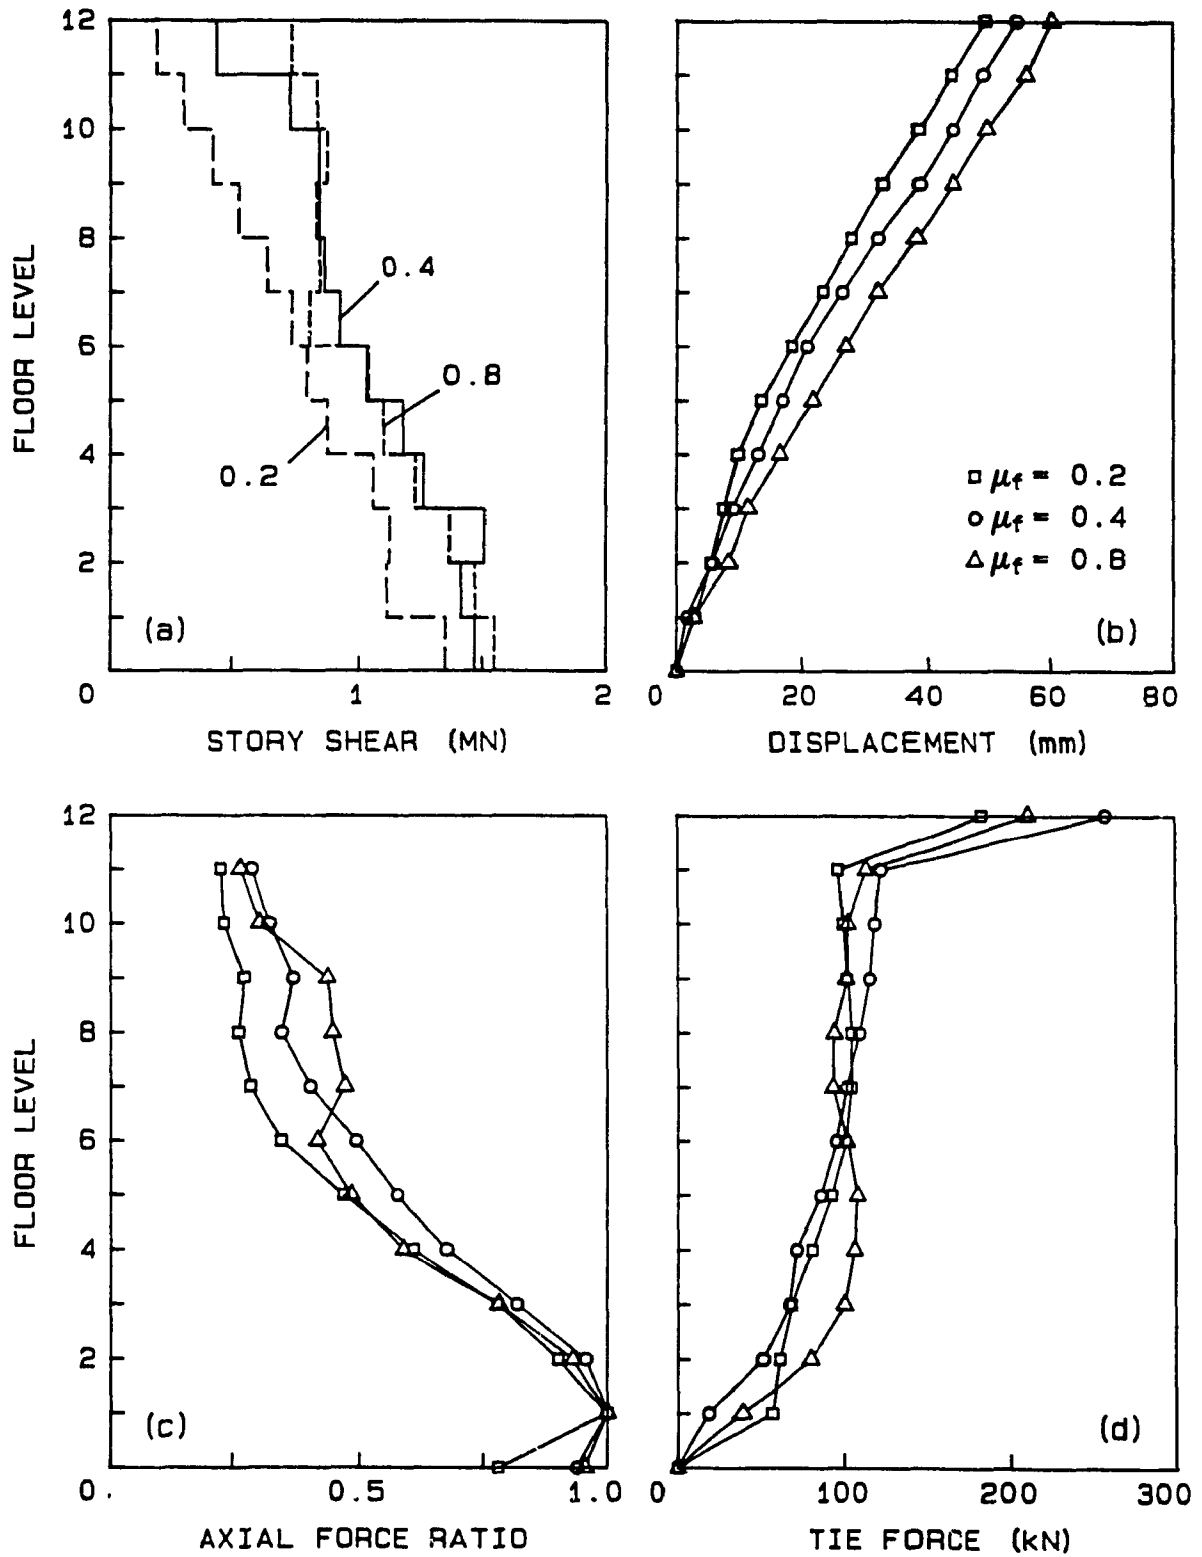 12
10
8
6
4
2
0
FLOOR LEVEL
0.4
0.8
0.2
(a)
1
2
STORY SHEAR (MN)
μf = 0.2
μf = 0.4
μf = 0.8
(b)
0
20
40
60
80
DISPLACEMENT (mm)
12
10
8
6
4
2
FLOOR LEVEL
(c)
0.
0.5
1.0
AXIAL FORCE RATIO
(d)
0
100
200
300
TIE FORCE (kN)